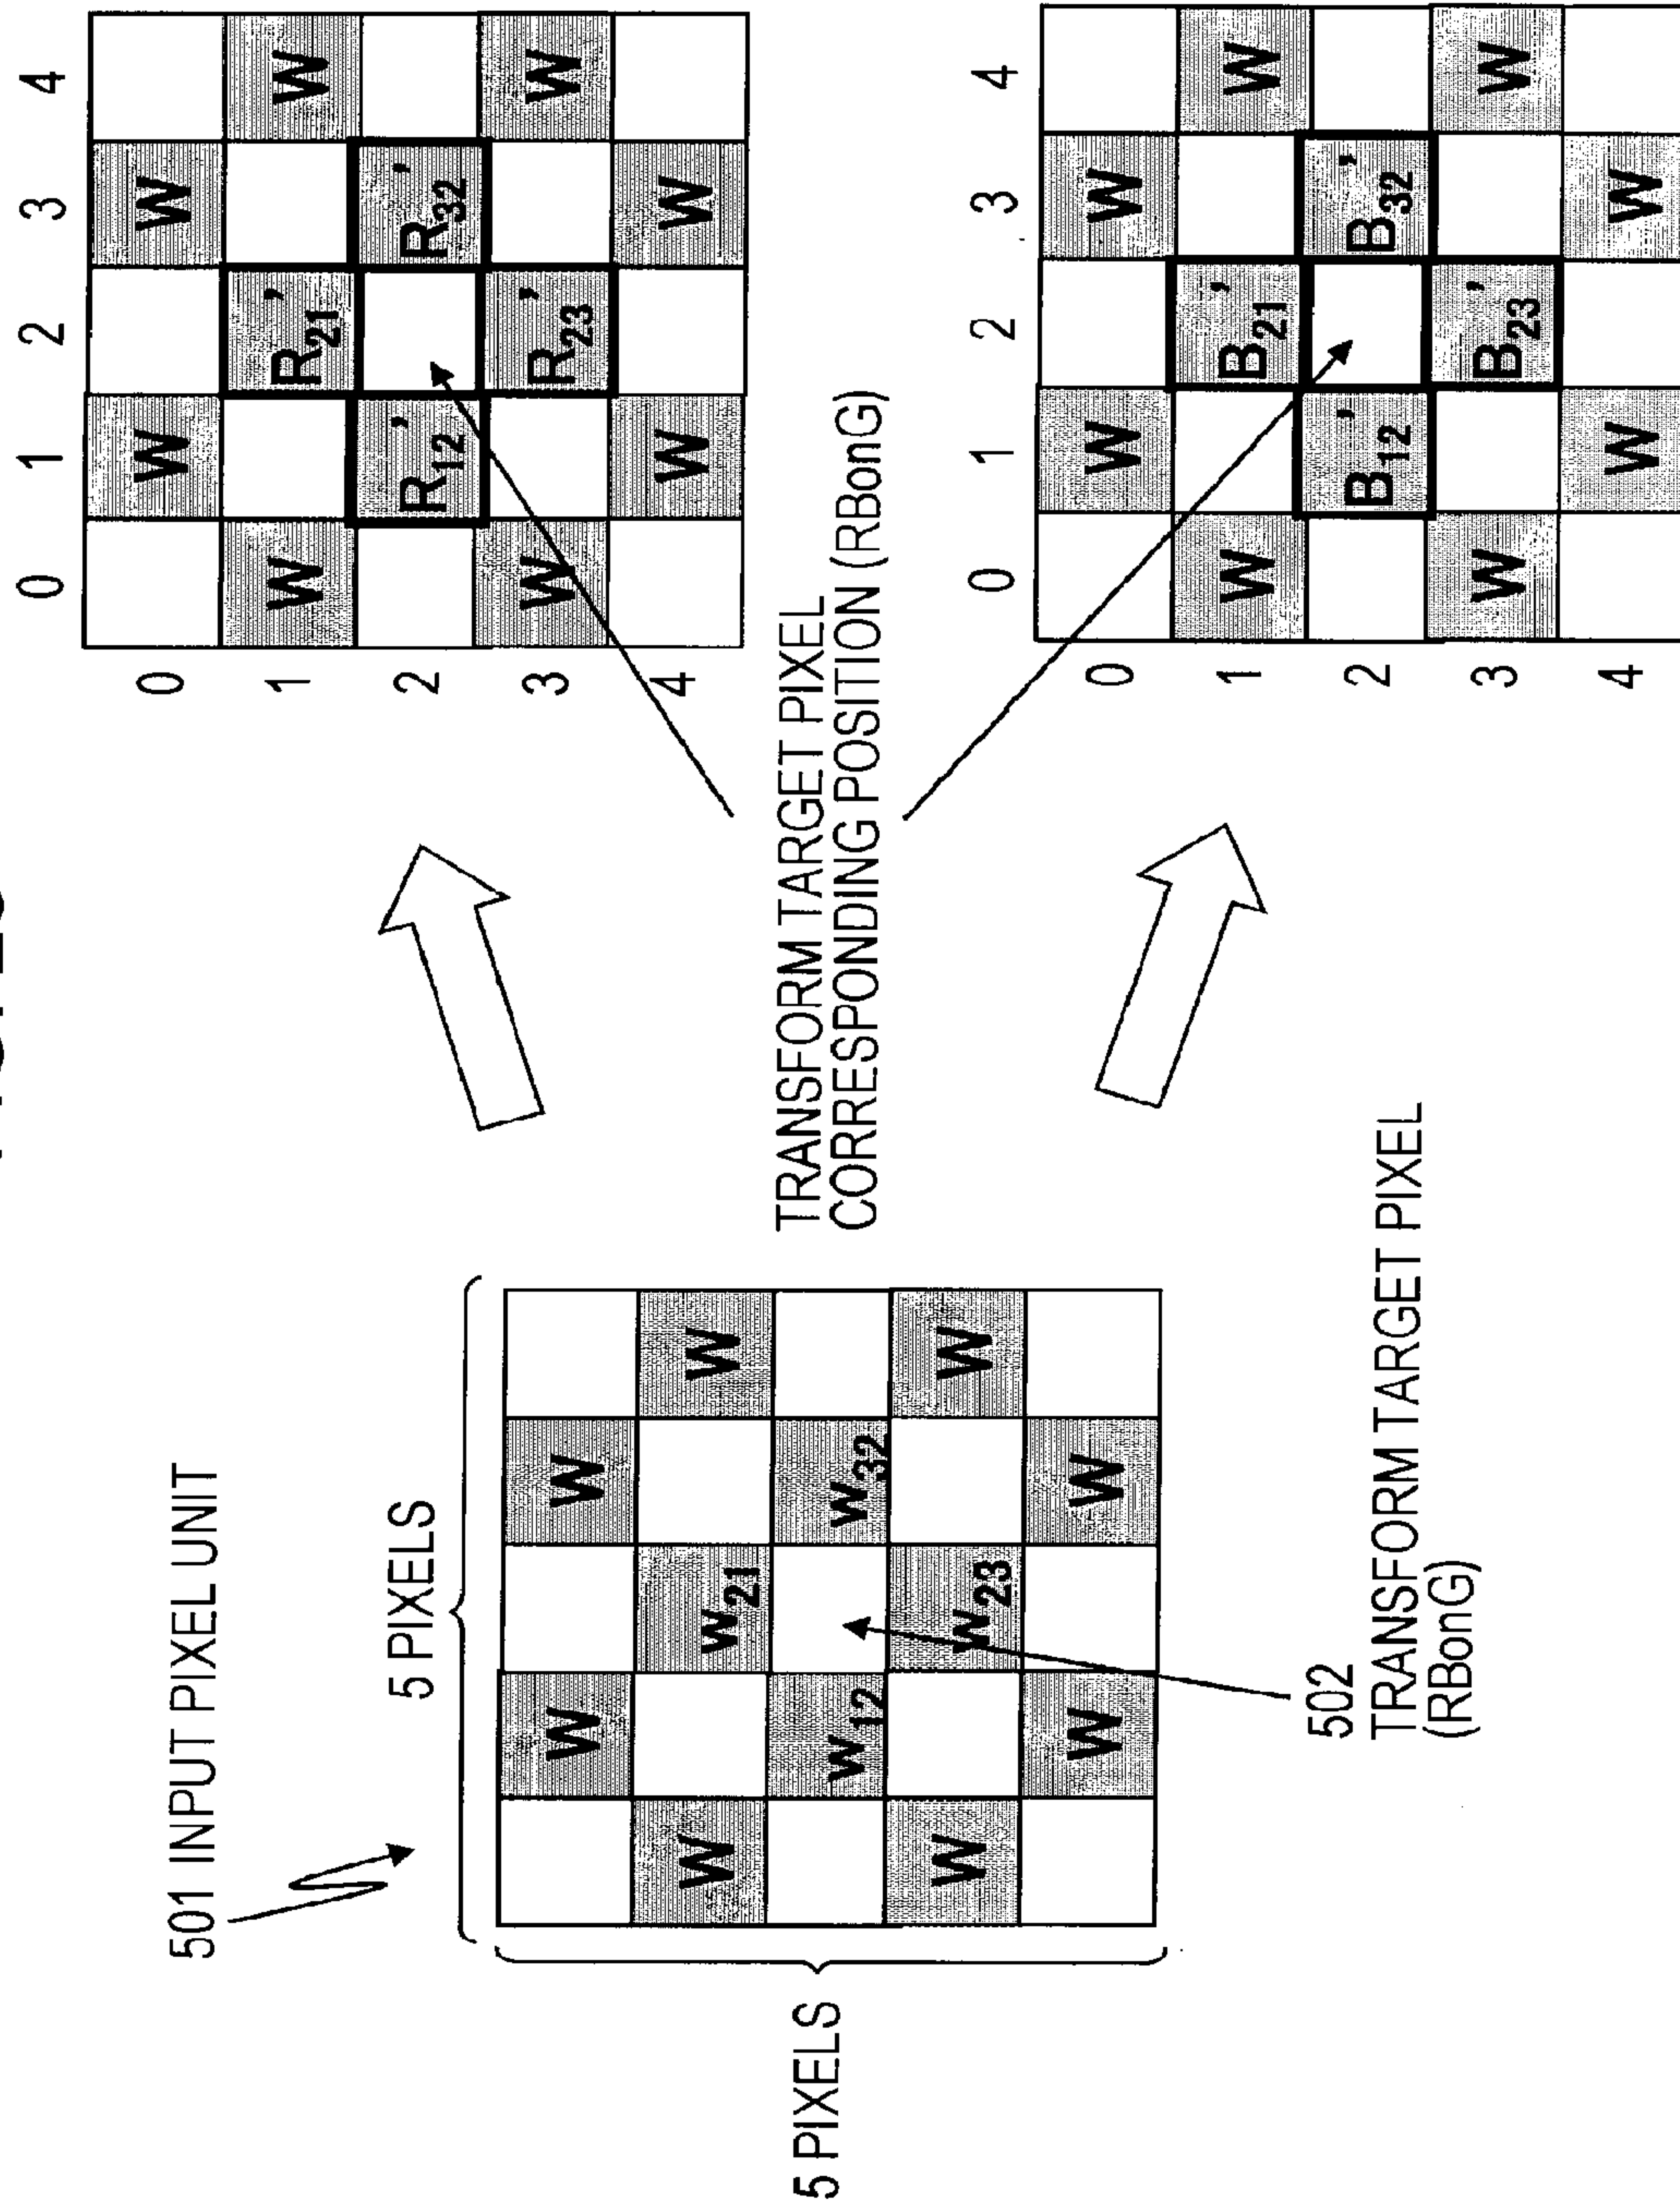 501 INPUT PIXEL UNIT
5 PIXELS
5 PIXELS
W W
W W21 W
W12 W32
W W23 W
W W
502
TRANSFORM TARGET PIXEL
(RBonG)
TRANSFORM TARGET PIXEL
CORRESPONDING POSITION (RBonG)
0 1 2 3 4
0 W W
1 W R21' W
2 R12' R32'
3 W R23' W
4 W W
0 1 2 3 4
0 W W
1 W B21' W
2 B12' B32'
3 W B23' W
4 W W